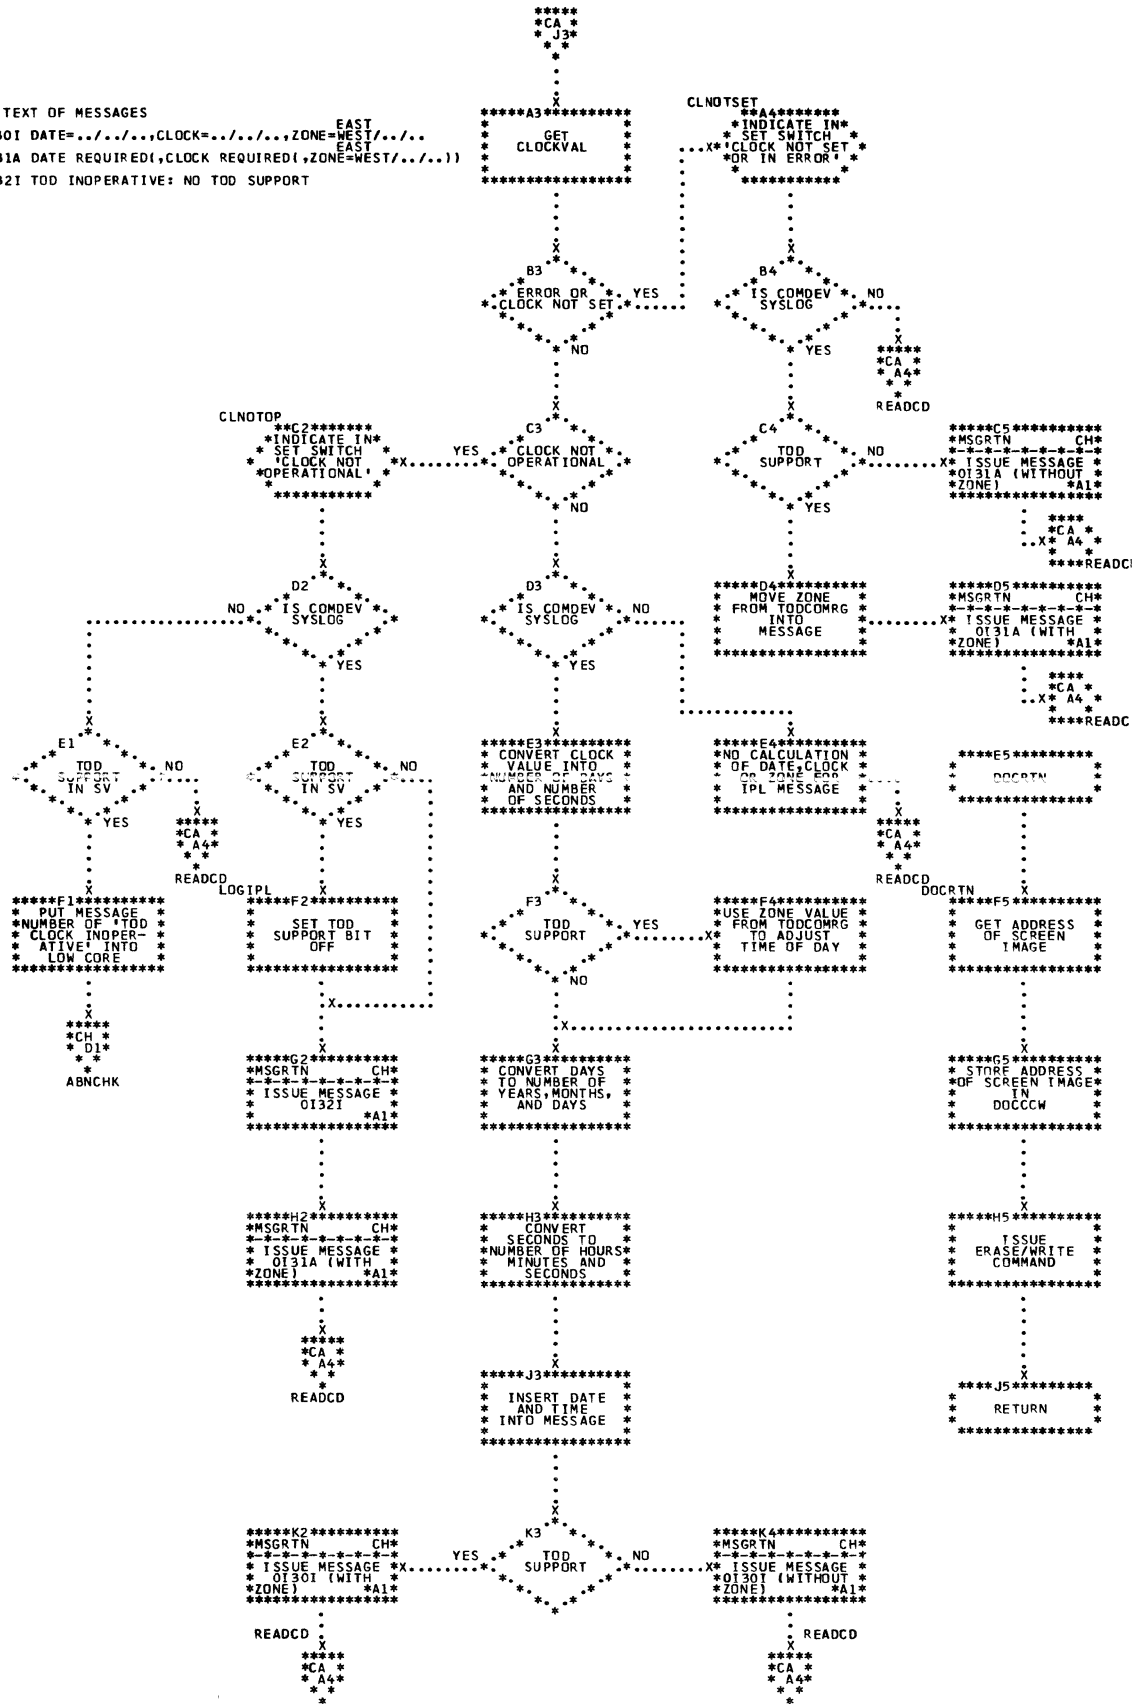 CA
J3
TEXT OF MESSAGES
30I DATE=../../..,CLOCK=../../..,ZONE=WEST/../..
EAST
31A DATE REQUIRED(,CLOCK REQUIRED(,ZONE=WEST/../..))
EAST
32I TOD INOPERATIVE: NO TOD SUPPORT
A3
GET
CLOCKVAL
CLNOTSET
A4
INDICATE IN
SET SWITCH
'CLOCK NOT SET
OR IN ERROR'
B3
ERROR OR
CLOCK NOT SET
YES
NO
B4
IS COMDEV
SYSLOG
NO
YES
CA
A4
READCD
CLNOTOP
C2
INDICATE IN
SET SWITCH
'CLOCK NOT
OPERATIONAL'
C3
CLOCK NOT
OPERATIONAL
YES
NO
C4
TOD
SUPPORT
NO
YES
C5
MSGRTN CH
ISSUE MESSAGE
0I31A (WITHOUT
ZONE) *A1*
CA
A4
READC
D2
IS COMDEV
SYSLOG
NO
YES
D3
IS COMDEV
SYSLOG
NO
YES
D4
MOVE ZONE
FROM TODCOMRG
INTO
MESSAGE
D5
MSGRTN CH
ISSUE MESSAGE
0I31A (WITH
ZONE) *A1*
CA
A4
READC
E1
TOD
SUPPORT
IN SV
NO
YES
CA
A4
READCD
E2
TOD
SUPPORT
IN SV
NO
YES
E3
CONVERT CLOCK
VALUE INTO
NUMBER OF DAYS
AND NUMBER
OF SECONDS
E4
NO CALCULATION
OF DATE,CLOCK
OR ZONE FOR
IPL MESSAGE
CA
A4
READCD
E5
DOCRTN
F1
PUT MESSAGE
NUMBER OF 'TOD
CLOCK INOPER-
ATIVE' INTO
LOW CORE
CH
D1
ABNCHK
LOGIPL
F2
SET TOD
SUPPORT BIT
OFF
F3
TOD
SUPPORT
YES
NO
F4
USE ZONE VALUE
FROM TODCOMRG
TO ADJUST
TIME OF DAY
DOCRTN
F5
GET ADDRESS
OF SCREEN
IMAGE
G2
MSGRTN CH
ISSUE MESSAGE
0I32I
*A1*
G3
CONVERT DAYS
TO NUMBER OF
YEARS,MONTHS,
AND DAYS
G5
STORE ADDRESS
OF SCREEN IMAGE
IN
DOCCCW
H2
MSGRTN CH
ISSUE MESSAGE
0I31A (WITH
ZONE) *A1*
CA
A4
READCD
H3
CONVERT
SECONDS TO
NUMBER OF HOURS
MINUTES AND
SECONDS
H5
ISSUE
ERASE/WRITE
COMMAND
J3
INSERT DATE
AND TIME
INTO MESSAGE
J5
RETURN
K2
MSGRTN CH
ISSUE MESSAGE
0I30I (WITH
ZONE) *A1*
K3
TOD
SUPPORT
YES
NO
K4
MSGRTN CH
ISSUE MESSAGE
0I30I (WITHOUT
ZONE) *A1*
READCD
CA
A4
READCD
CA
A4